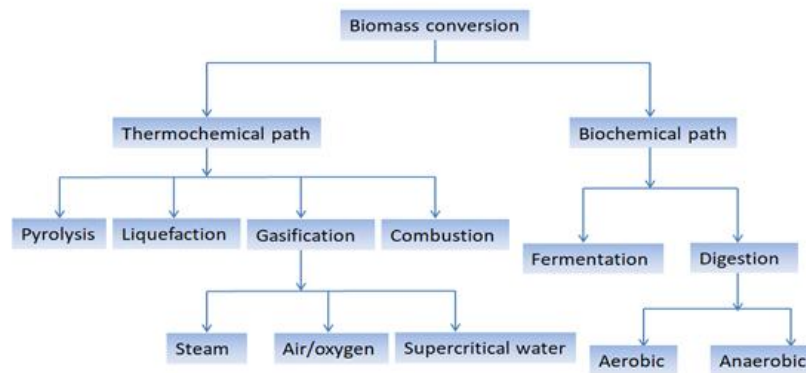 Biomass conversion
Thermochemical path
Biochemical path
Pyrolysis
Liquefaction
Gasification
Combustion
Fermentation
Digestion
Steam
Air/oxygen
Supercritical water
Aerobic
Anaerobic